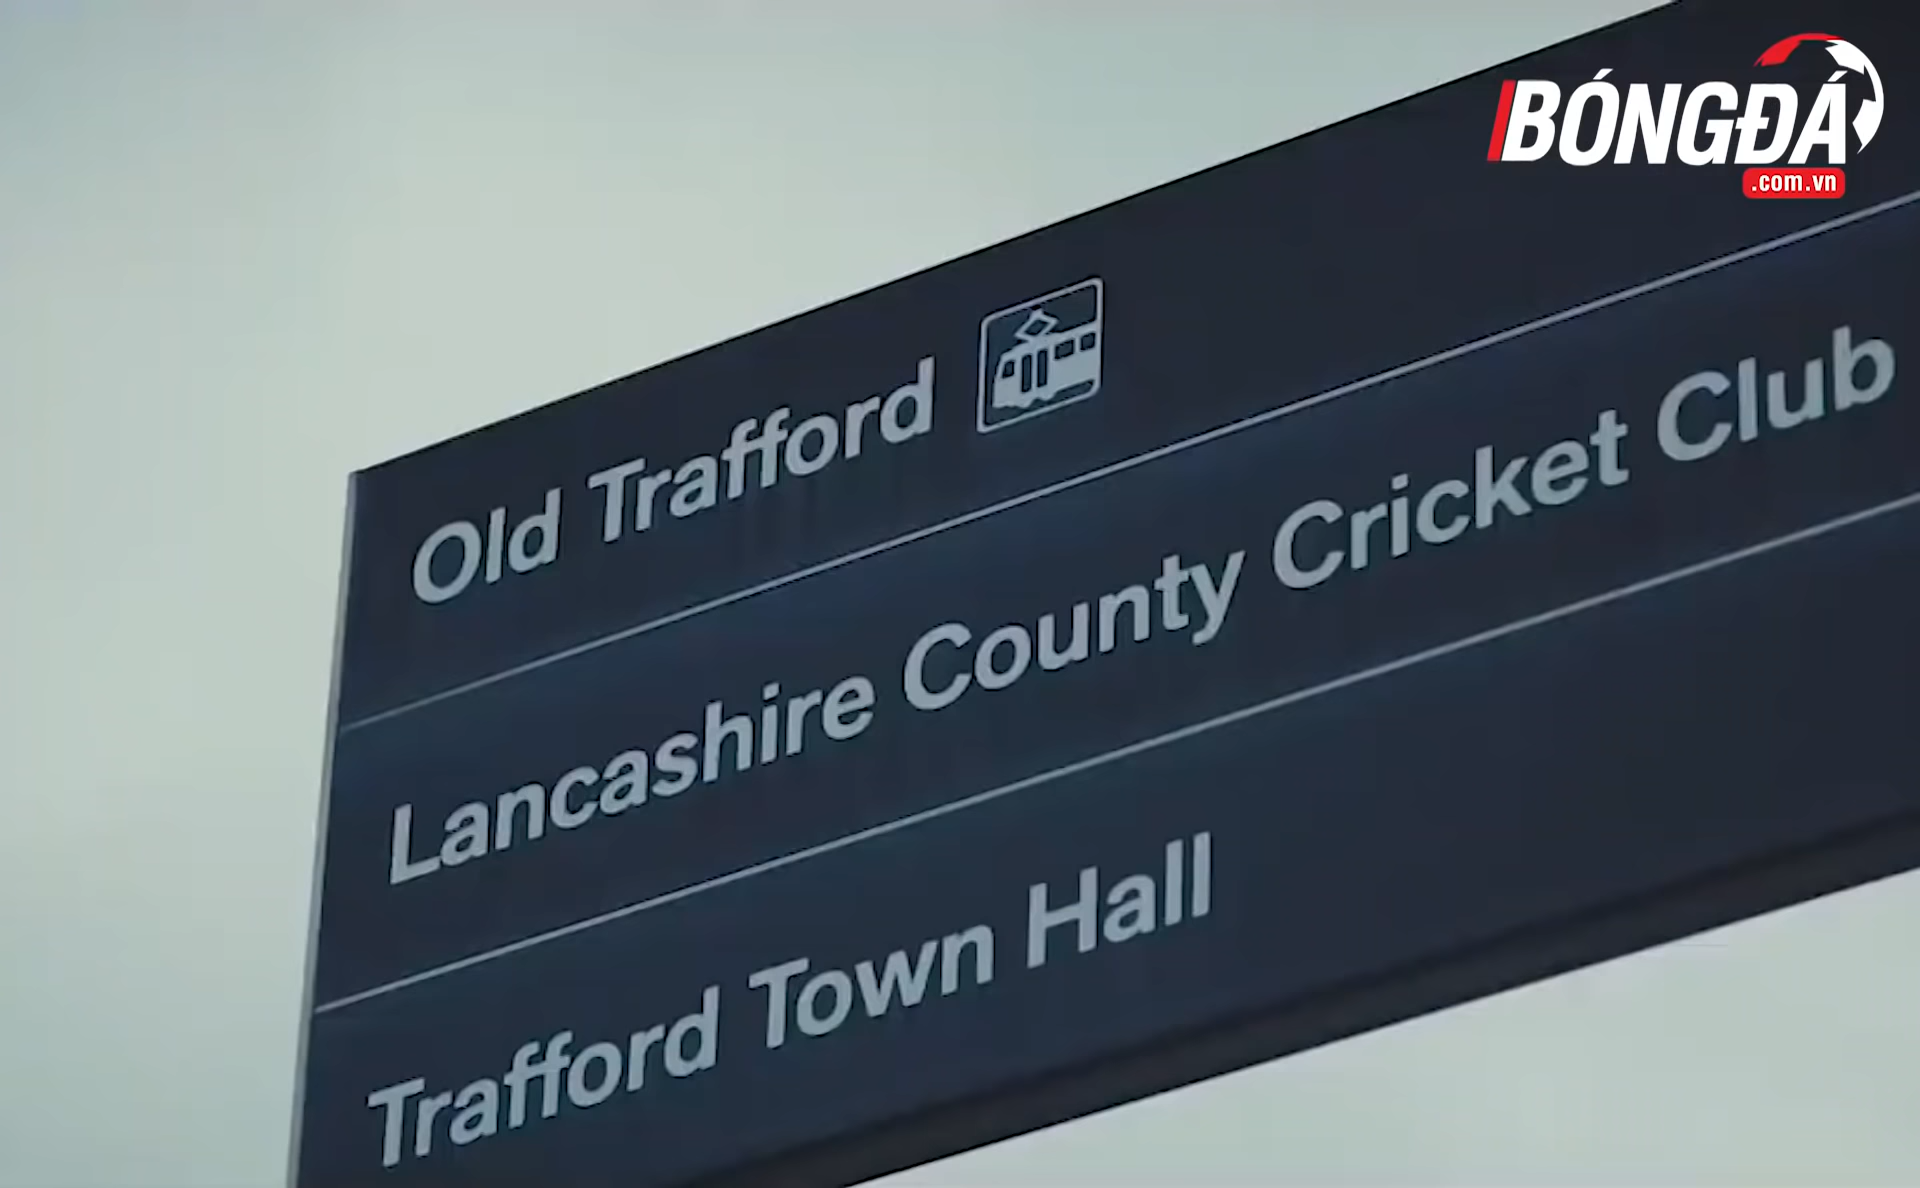 BÓNGĐÁ
.com.vn
Old Trafford
Lancashire County Cricket Club
Trafford Town Hall